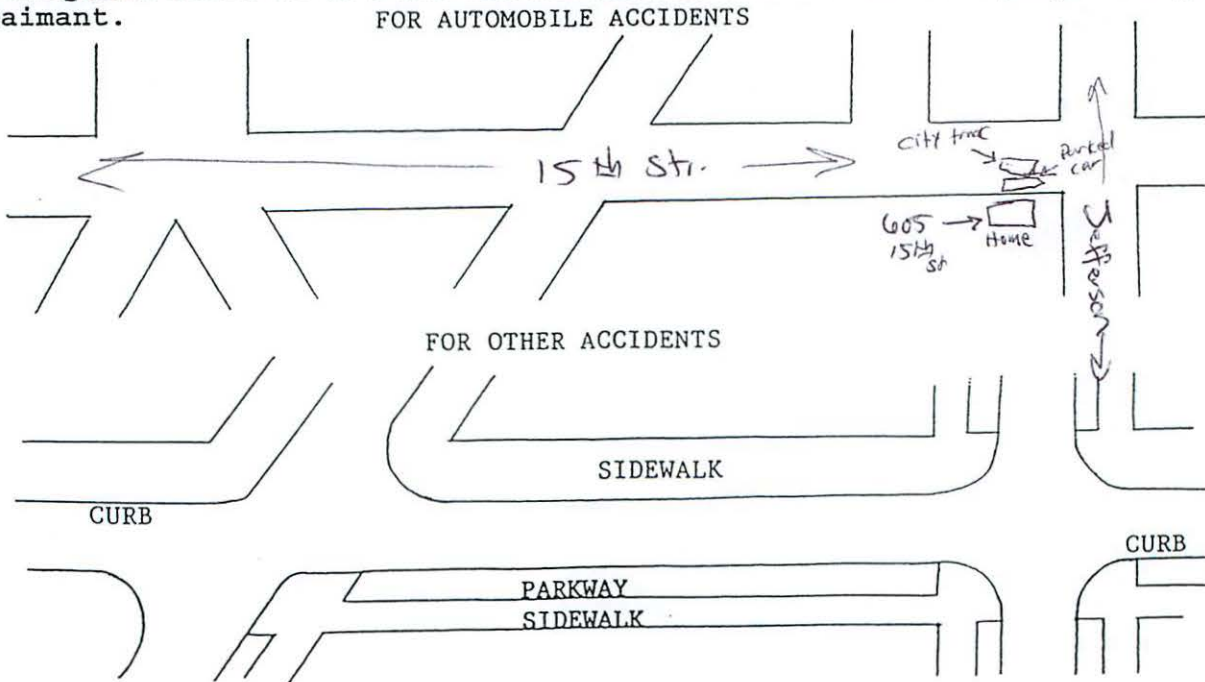 aimant.
FOR AUTOMOBILE ACCIDENTS
city truc
Parked
car
15th Str.
605
15th
st
Home
Jefferson
FOR OTHER ACCIDENTS
SIDEWALK
CURB
CURB
PARKWAY
SIDEWALK